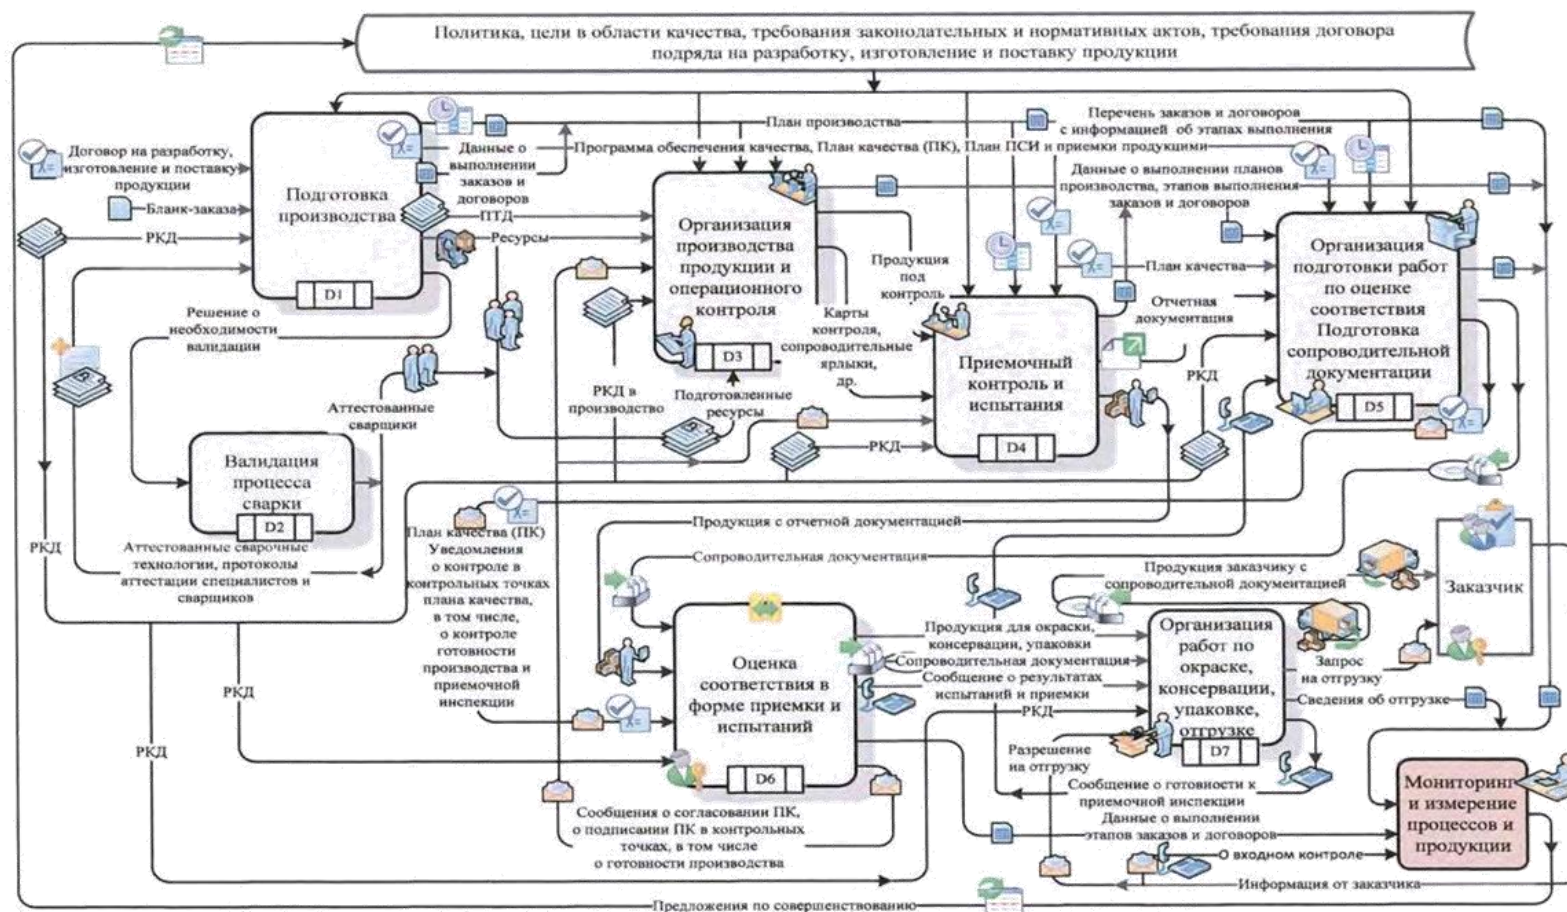 Политика, цели в области качества, требования законодательных и нормативных актов, требования договора
подряда на разработку, изготовление и поставку продукции
Договор на разработку,
изготовление и поставку
продукции
Бланк-заказа
РКД
Подготовка
производства
D1
План производства
Данные о
выполнении
заказов и
договоров
Программа обеспечения качества, План качества (ПК), План ПСИ и приемки продукциими
ПТД
Ресурсы
Перечень заказов и договоров
с информацией об этапах выполнения
Данные о выполнении планов
производства, этапов выполнения
заказов и договоров
Организация
производства
продукции и
операционного
контроля
D3
Продукция
под
контроль
План качества
Отчетная
документация
Организация
подготовки работ
по оценке
соответствия
Подготовка
сопроводительной
документации
D5
Решение о
необходимости
валидации
Карты
контроля,
сопроводительные
ярлыки,
др.
Приемочный
контроль и
испытания
D4
РКД
РКД в
производство
Подготовленные
ресурсы
РКД
Аттестованные
сварщики
Валидация
процесса
сварки
D2
РКД
Аттестованные сварочные
технологии, протоколы
аттестации специалистов и
сварщиков
План качества (ПК)
Уведомления
о контроле в
контрольных точках
плана качества,
в том числе,
о контроле
готовности
производства и
приемочной
инспекции
Продукция с отчетной документацией
Сопроводительная документация
Продукция заказчику с
сопроводительной документацией
Заказчик
Оценка
соответствия в
форме приемки и
испытаний
D6
Продукция для окраски,
консервации, упаковки
Сопроводительная документация
Сообщение о результатах
испытаний и приемки
РКД
Организация
работ по
окраске,
консервации,
упаковке,
отгрузке
D7
Запрос
на отгрузку
Сведения об отгрузке
РКД
РКД
Разрешение
на отгрузку
Сообщение о готовности к
приемочной инспекции
Данные о выполнении
этапов заказов и договоров
Мониторинг
и измерение
процессов и
продукции
Сообщения о согласовании ПК,
о подписании ПК в контрольных
точках, в том числе
о готовности производства
О входном контроле
Информация от заказчика
Предложения по совершенствованию